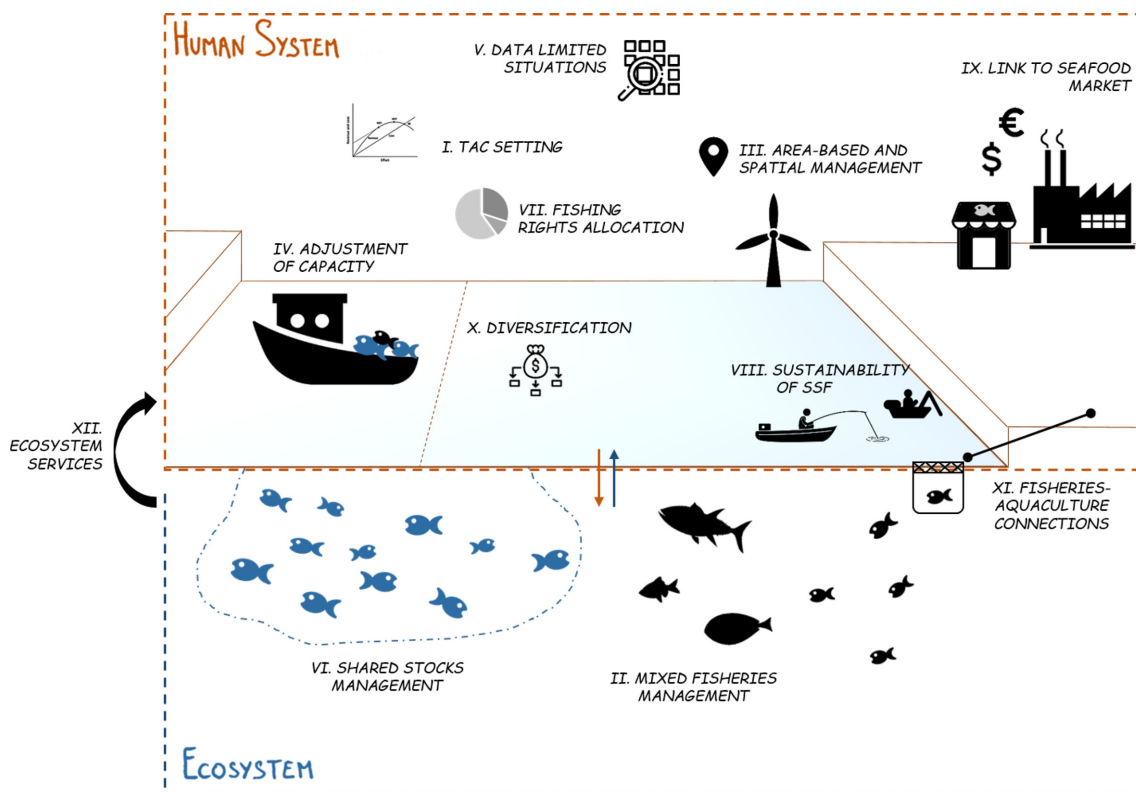 HUMAN SYSTEM
V. DATA LIMITED
SITUATIONS
IX. LINK TO SEAFOOD
MARKET
€
$
I. TAC SETTING
III. AREA-BASED AND
SPATIAL MANAGEMENT
VII. FISHING
RIGHTS ALLOCATION
IV. ADJUSTMENT
OF CAPACITY
X. DIVERSIFICATION
$
VIII. SUSTAINABILITY
OF SSF
XII.
ECOSYSTEM
SERVICES
XI. FISHERIES-
AQUACULTURE
CONNECTIONS
VI. SHARED STOCKS
MANAGEMENT
II. MIXED FISHERIES
MANAGEMENT
ECOSYSTEM